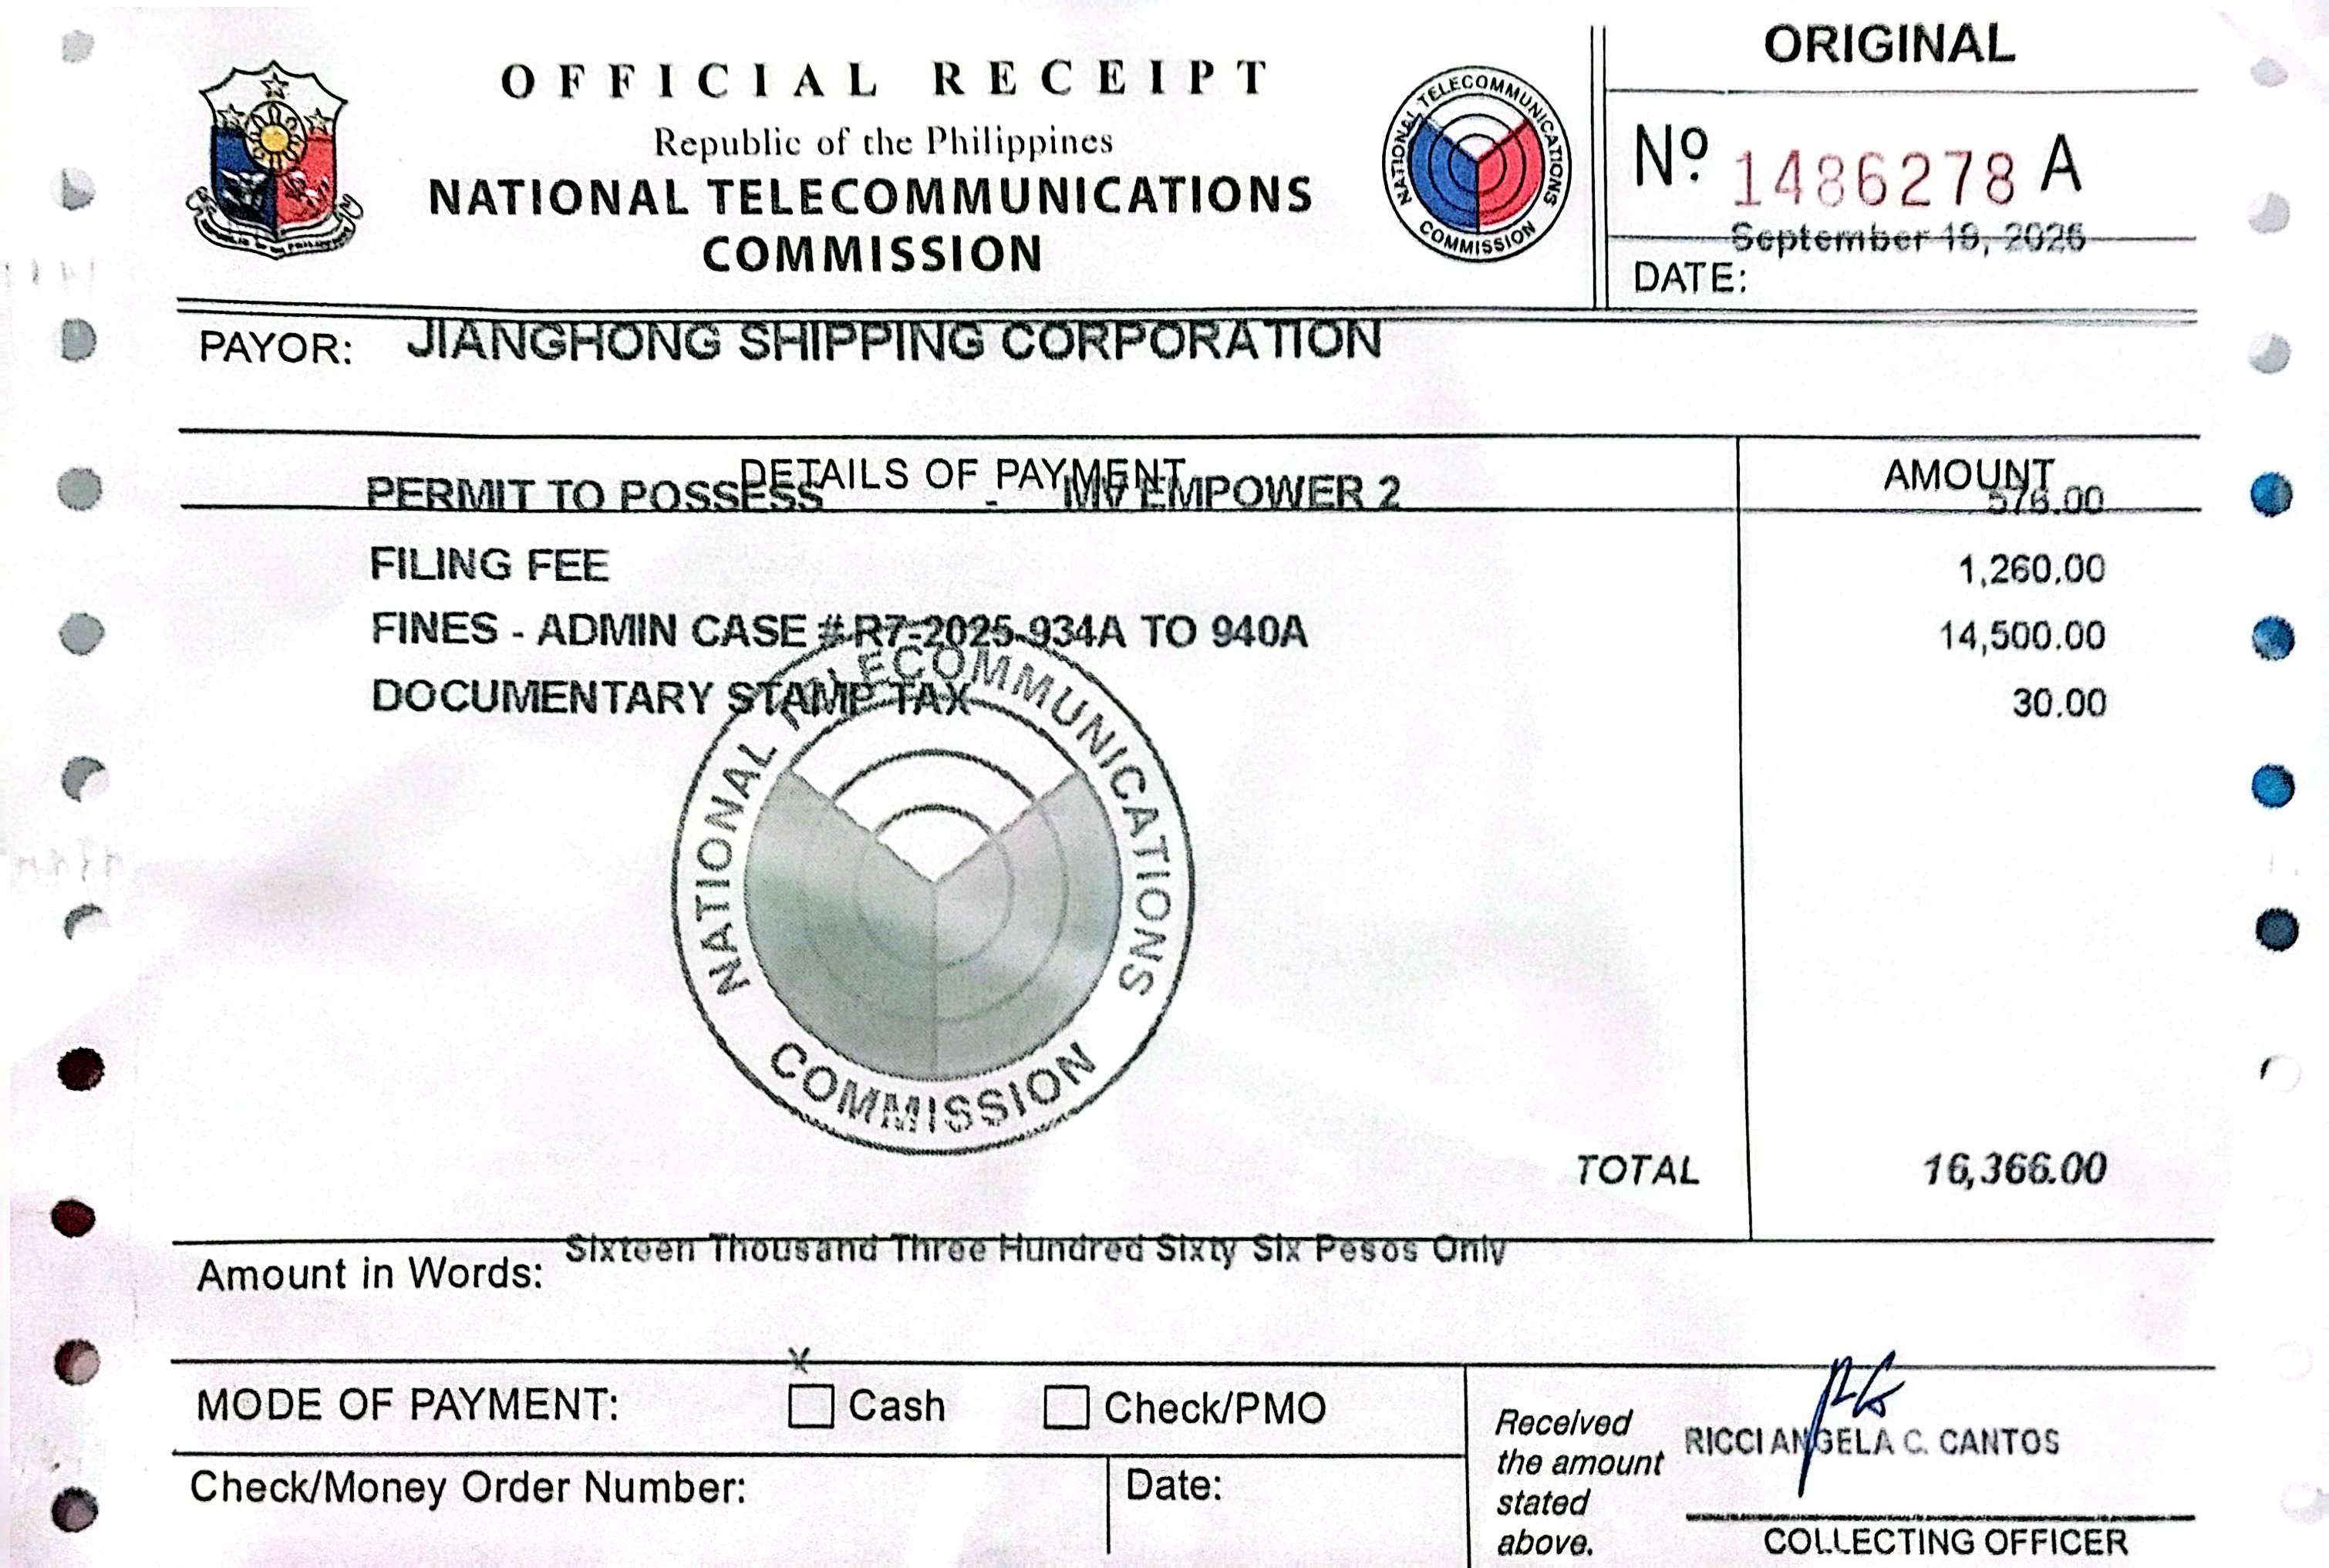 ORIGINAL
OFFICIAL RECEIPT
Republic of the Philippines
NATIONAL TELECOMMUNICATIONS
COMMISSION
NATIONAL TELECOMMUNICATIONS COMMISSION
Nº 1486278 A
September 19, 2025
DATE:
PAYOR: JIANGHONG SHIPPING CORPORATION
DETAILS OF PAYMENT AMOUNT
PERMIT TO POSSESS - MV EMPOWER 2 576.00
FILING FEE 1,260.00
FINES - ADMIN CASE # R7-2025-934A TO 940A 14,500.00
DOCUMENTARY STAMP TAX 30.00
NATIONAL TELECOMMUNICATIONS COMMISSION
TOTAL 16,366.00
Amount in Words: Sixteen Thousand Three Hundred Sixty Six Pesos Only
MODE OF PAYMENT: x Cash Check/PMO
Check/Money Order Number: Date:
Received
the amount
stated
above.
RICCI ANGELA C. CANTOS
COLLECTING OFFICER